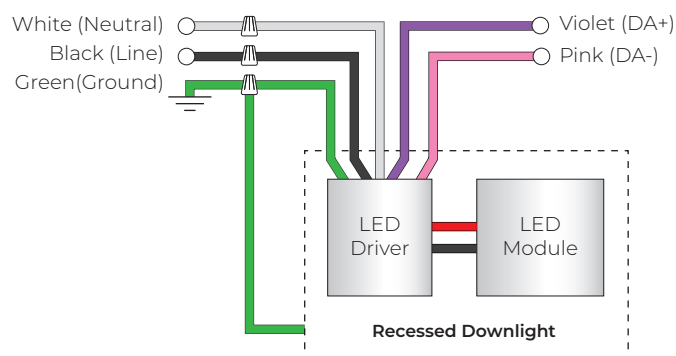 White (Neutral)
Black (Line)
Green(Ground)
Violet (DA+)
Pink (DA-)
LED
Driver
LED
Module
Recessed Downlight